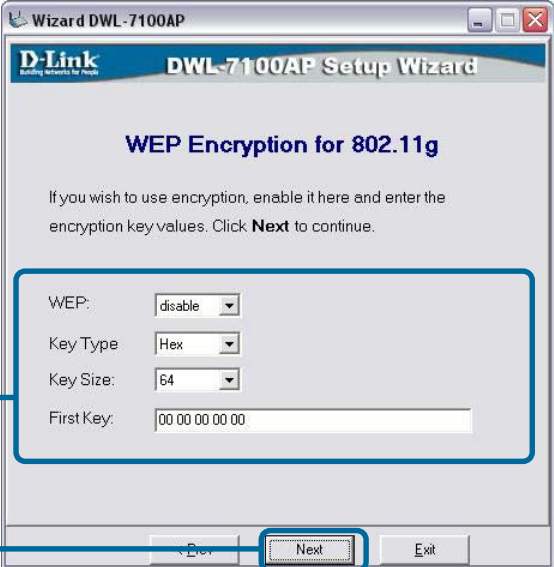 Wizard DWL-7100AP
D-Link
Building Networks for People
DWL-7100AP Setup Wizard
WEP Encryption for 802.11g
If you wish to use encryption, enable it here and enter the
encryption key values. Click Next to continue.
WEP: disable
Key Type Hex
Key Size: 64
First Key: 00 00 00 00 00
< Prev Next Exit